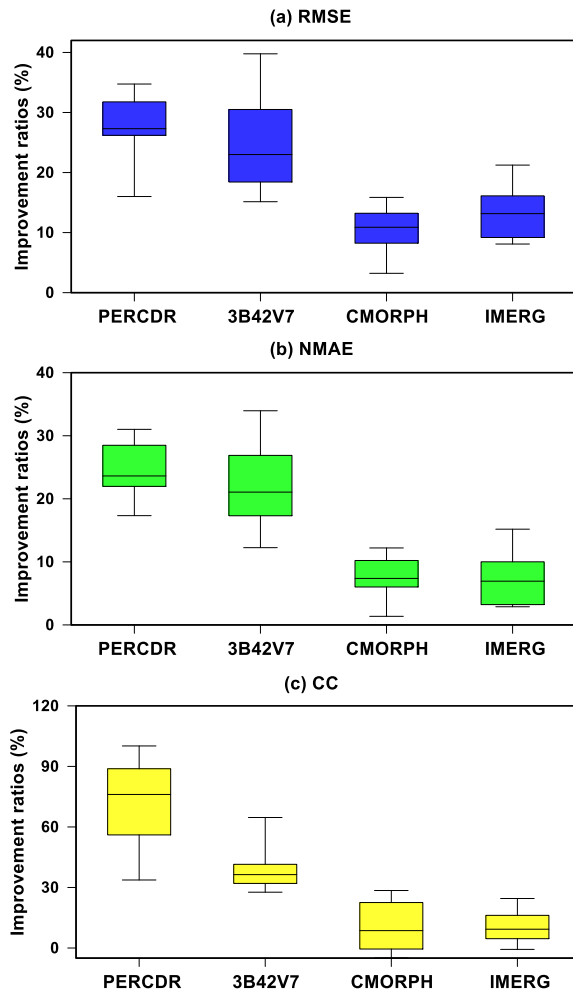 (a) RMSE
Improvement ratios (%)
40
30
20
10
0
PERCDR 3B42V7 CMORPH IMERG
(b) NMAE
Improvement ratios (%)
40
30
20
10
0
PERCDR 3B42V7 CMORPH IMERG
(c) CC
Improvement ratios (%)
120
90
60
30
0
PERCDR 3B42V7 CMORPH IMERG